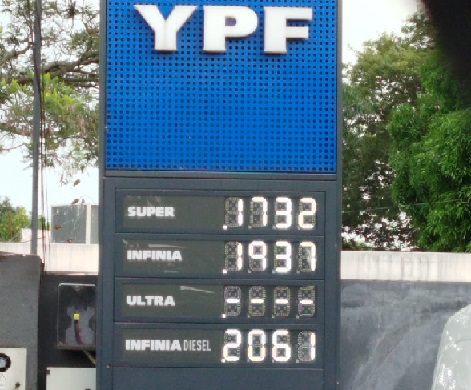 YPF
SUPER .1732
INFINIA .1937
ULTRA .----
INFINIA DIESEL .2061